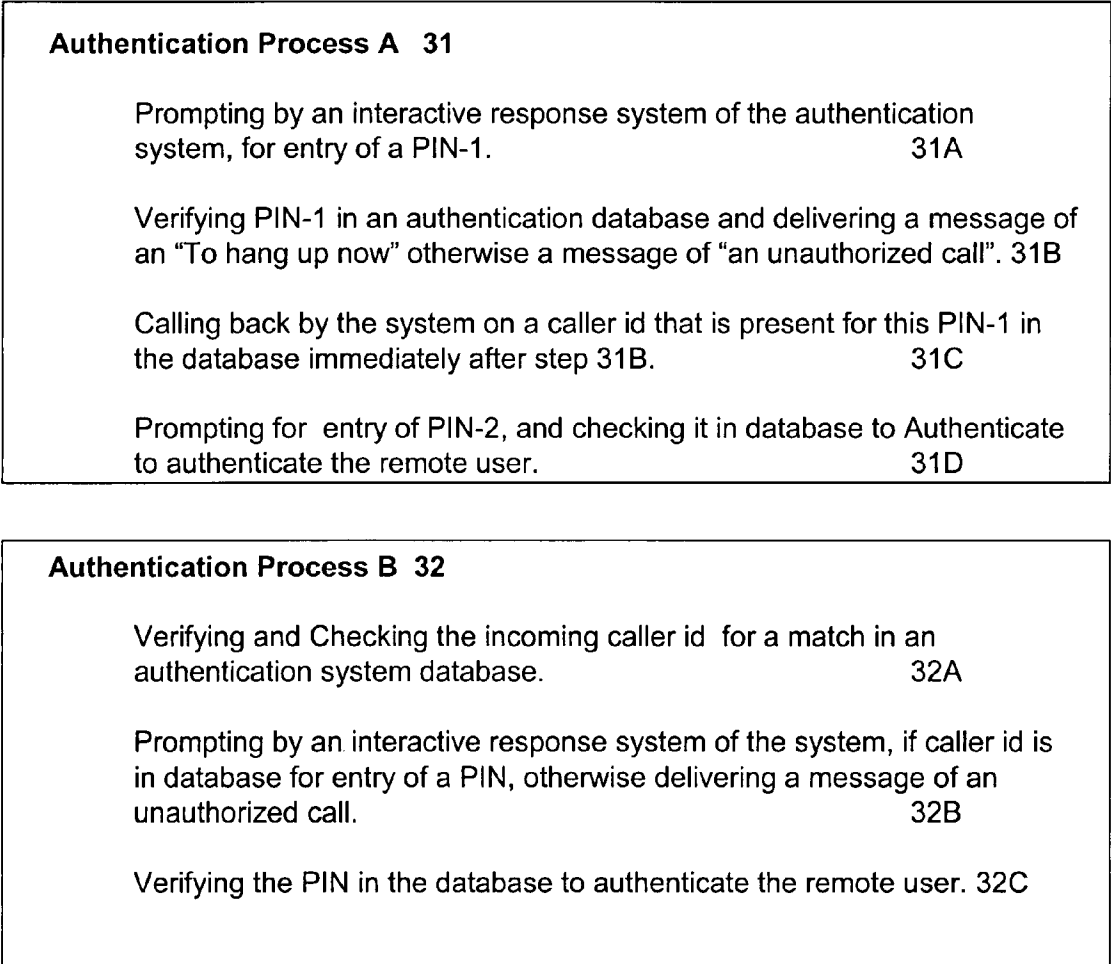 Authentication Process A 31
Prompting by an interactive response system of the authentication
system, for entry of a PIN-1. 31A
Verifying PIN-1 in an authentication database and delivering a message of
an "To hang up now" otherwise a message of "an unauthorized call". 31B
Calling back by the system on a caller id that is present for this PIN-1 in
the database immediately after step 31B. 31C
Prompting for entry of PIN-2, and checking it in database to Authenticate
to authenticate the remote user. 31D
Authentication Process B 32
Verifying and Checking the incoming caller id for a match in an
authentication system database. 32A
Prompting by an interactive response system of the system, if caller id is
in database for entry of a PIN, otherwise delivering a message of an
unauthorized call. 32B
Verifying the PIN in the database to authenticate the remote user. 32C